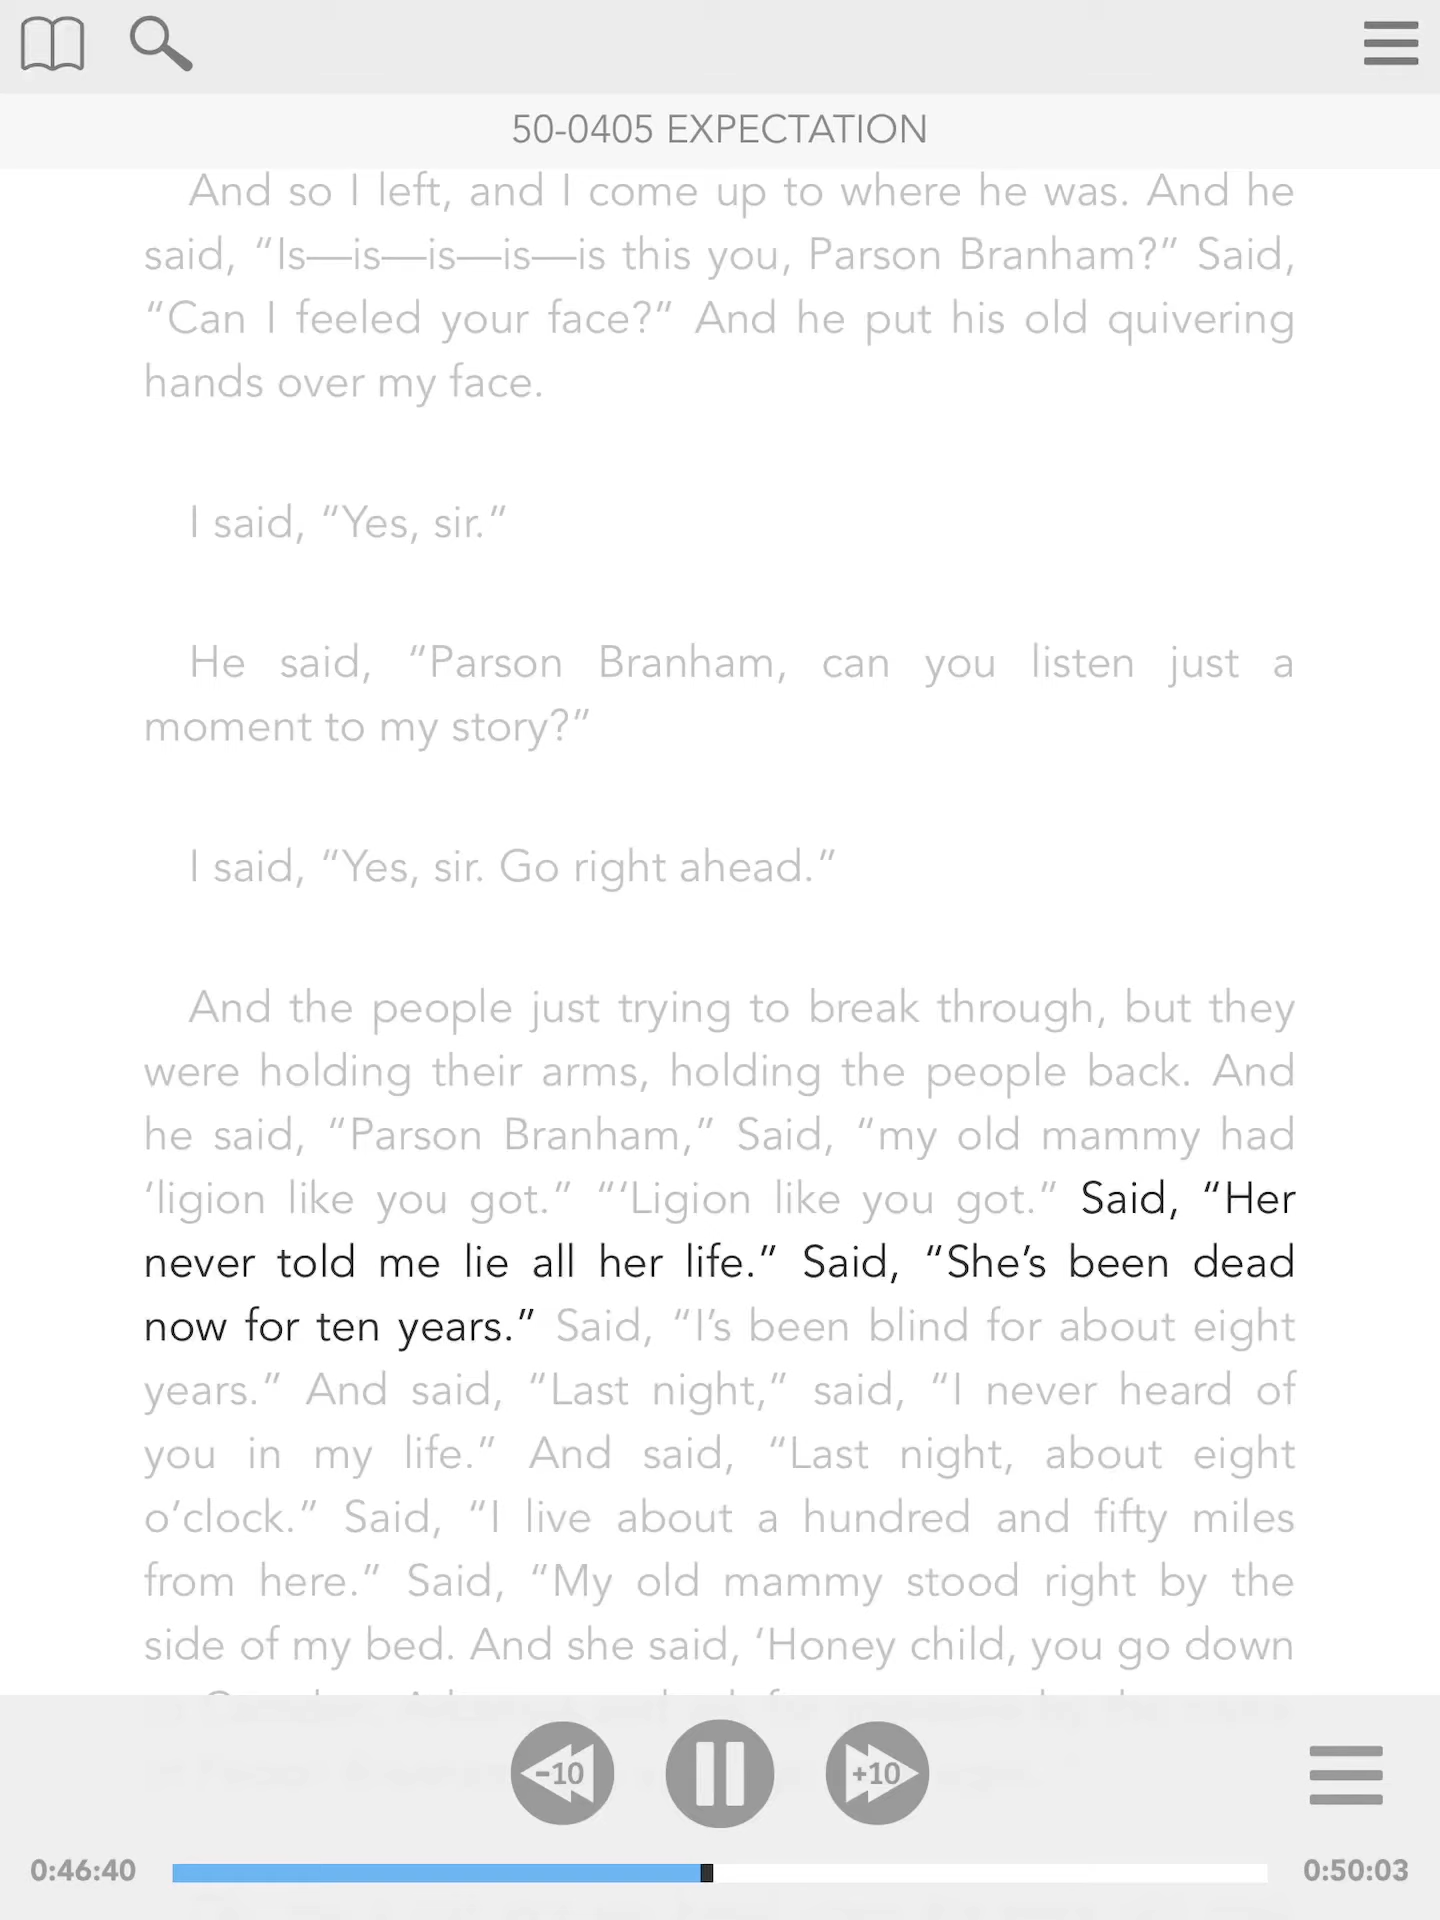 50-0405 EXPECTATION
And so I left, and I come up to where he was. And he
said, “Is—is—is—is—is this you, Parson Branham?” Said,
“Can I feeled your face?” And he put his old quivering
hands over my face.
I said, “Yes, sir.”
He said, “Parson Branham, can you listen just a
moment to my story?”
I said, “Yes, sir. Go right ahead.”
And the people just trying to break through, but they
were holding their arms, holding the people back. And
he said, “Parson Branham,” Said, “my old mammy had
‘ligion like you got.” “‘Ligion like you got.” Said, “Her
never told me lie all her life.” Said, “She’s been dead
now for ten years.” Said, “I’s been blind for about eight
years.” And said, “Last night,” said, “I never heard of
you in my life.” And said, “Last night, about eight
o’clock.” Said, “I live about a hundred and fifty miles
from here.” Said, “My old mammy stood right by the
side of my bed. And she said, ‘Honey child, you go down
-10
+10
0:46:40
0:50:03